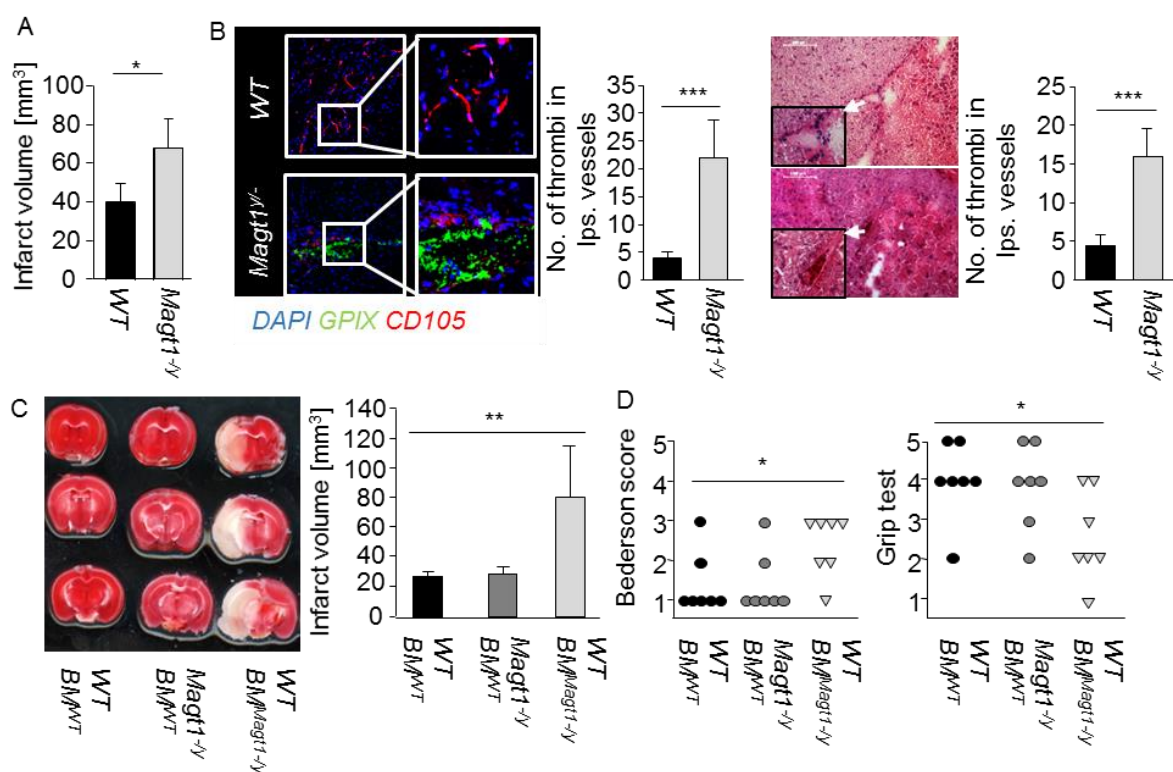 A
Infarct volume [mm³]
100
80
60
40
20
0
*
WT
Magt1⁻/ʸ
B
WT
Magt1ʸ/⁻
DAPI GPIX CD105
No. of thrombi in
Ips. vessels
35
30
25
20
15
10
5
0
***
WT
Magt1⁻/ʸ
No. of thrombi in
Ips. vessels
25
20
15
10
5
0
***
WT
Magt1⁻/ʸ
C
WT
BMᵂᵀ
Magt1⁻/ʸ
BMᵂᵀ
WT
BMᴹᵃᵍᵗ¹⁻/ʸ
Infarct volume [mm³]
140
120
100
80
60
40
20
0
**
WT
BMᵂᵀ
Magt1⁻/ʸ
BMᵂᵀ
WT
BMᴹᵃᵍᵗ¹⁻/ʸ
D
Bederson score
5
4
3
2
1
*
WT
BMᵂᵀ
Magt1⁻/ʸ
BMᵂᵀ
WT
BMᴹᵃᵍᵗ¹⁻/ʸ
Grip test
5
4
3
2
1
*
WT
BMᵂᵀ
Magt1⁻/ʸ
BMᵂᵀ
WT
BMᴹᵃᵍᵗ¹⁻/ʸ